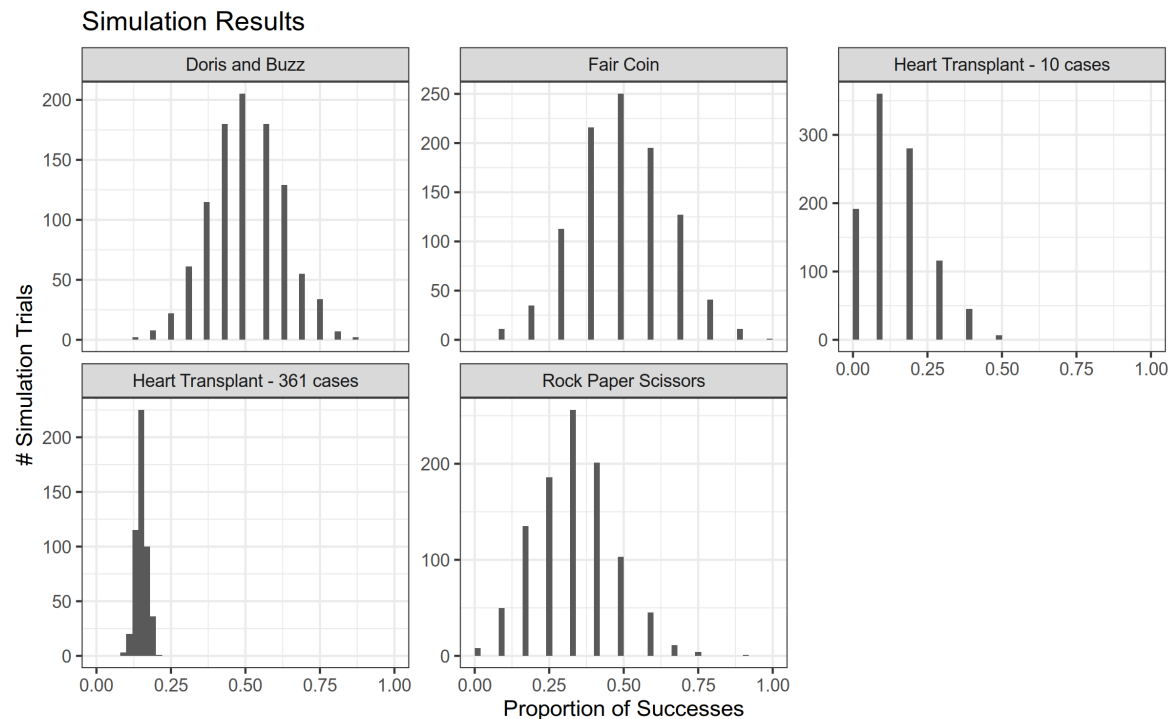 Simulation Results
Doris and Buzz
Fair Coin
Heart Transplant - 10 cases
200
150
100
50
0
250
200
150
100
50
0
300
200
100
0
0.00 0.25 0.50 0.75 1.00
Heart Transplant - 361 cases
Rock Paper Scissors
200
150
100
50
0
200
100
0
0.00 0.25 0.50 0.75 1.00
0.00 0.25 0.50 0.75 1.00
# Simulation Trials
Proportion of Successes